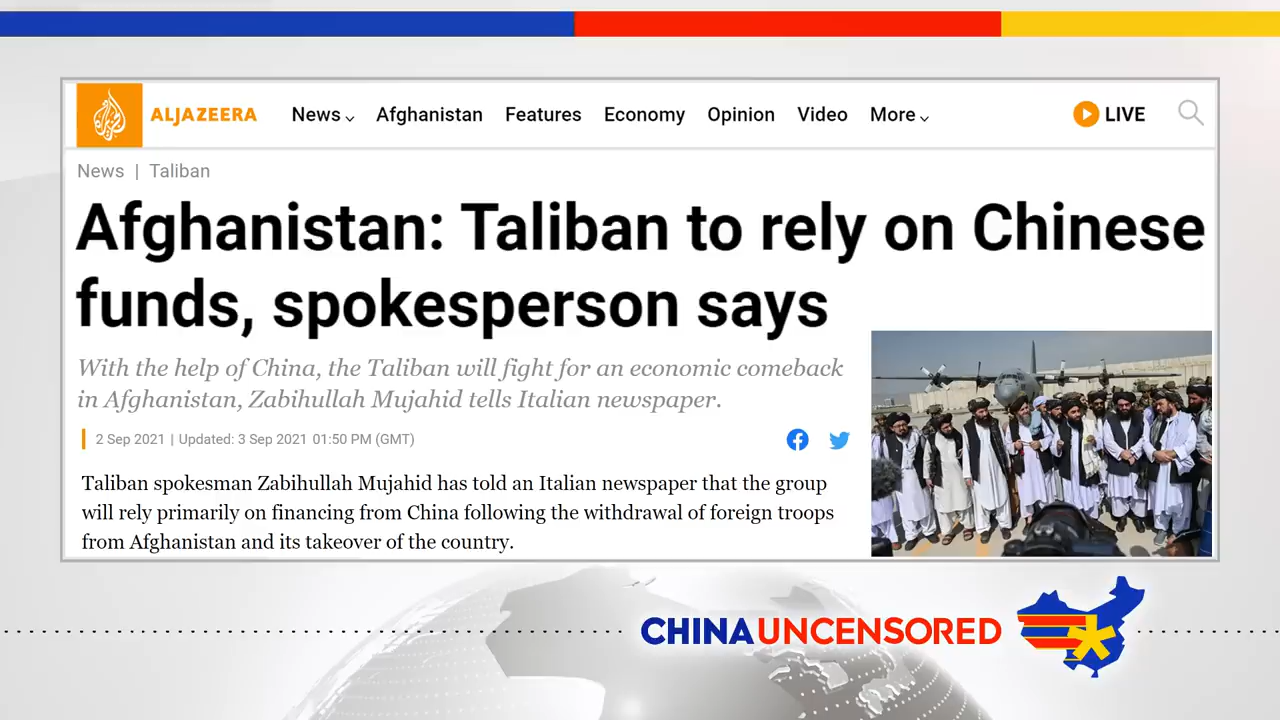 ALJAZEERA News Afghanistan Features Economy Opinion Video More LIVE
News | Taliban
Afghanistan: Taliban to rely on Chinese
funds, spokesperson says
With the help of China, the Taliban will fight for an economic comeback
in Afghanistan, Zabihullah Mujahid tells Italian newspaper.
2 Sep 2021 | Updated: 3 Sep 2021 01:50 PM (GMT)
Taliban spokesman Zabihullah Mujahid has told an Italian newspaper that the group
will rely primarily on financing from China following the withdrawal of foreign troops
from Afghanistan and its takeover of the country.
CHINAUNCENSORED